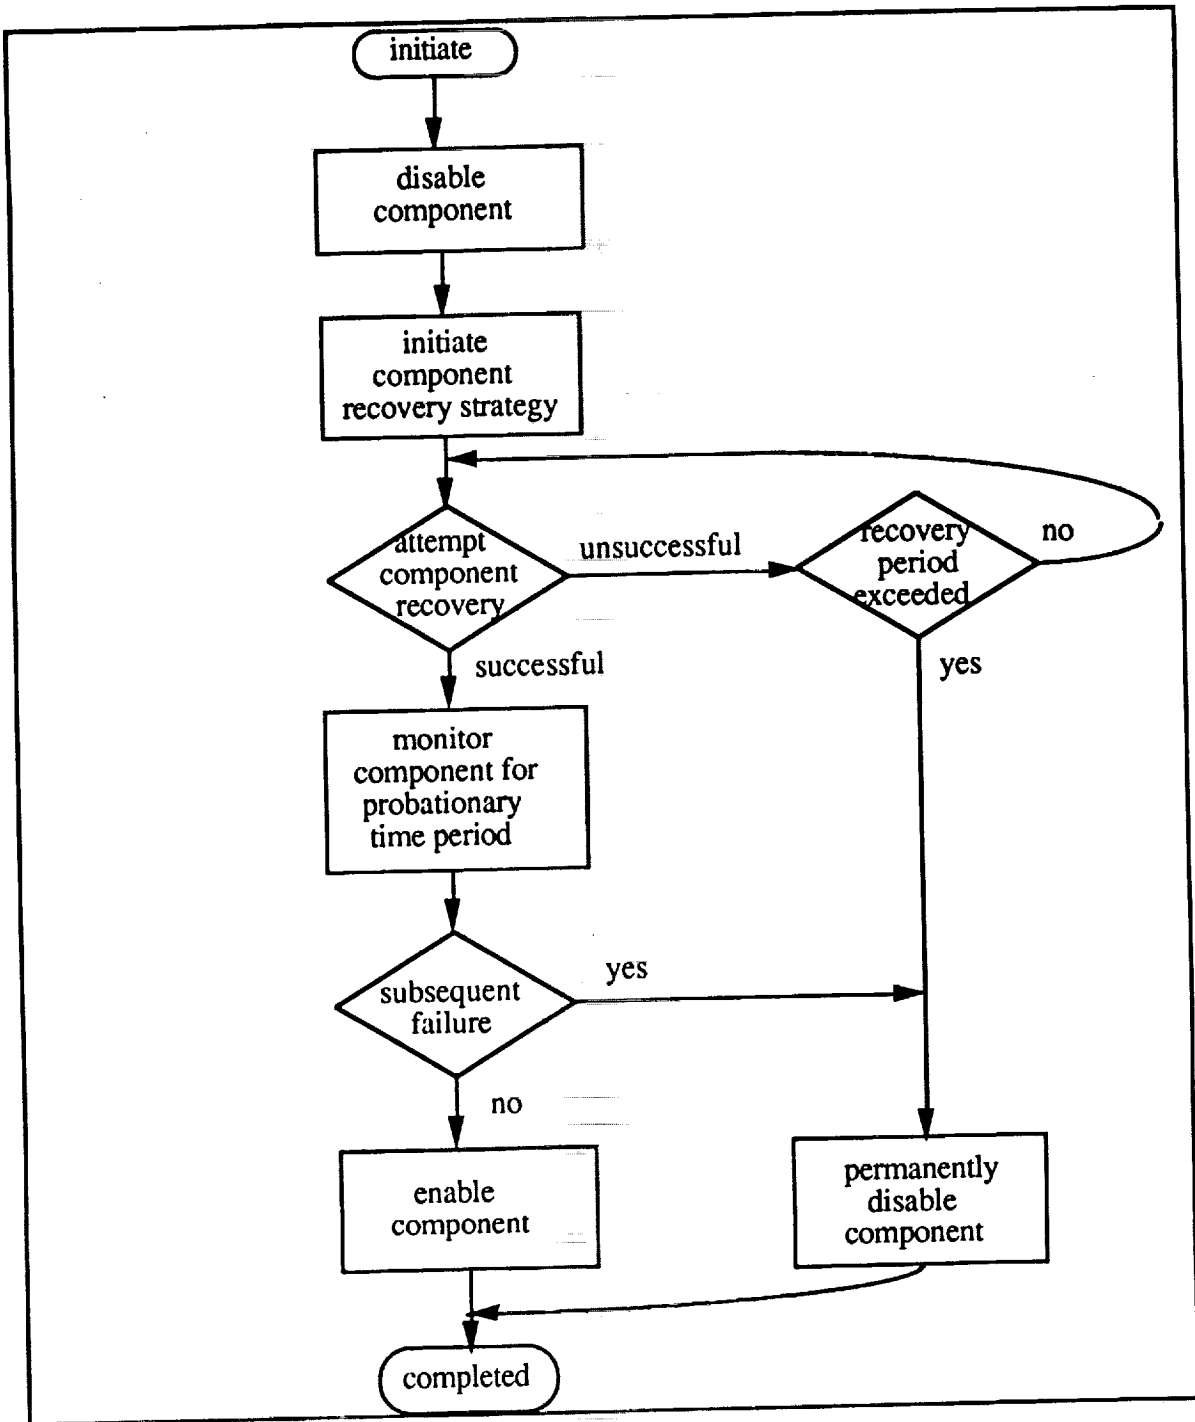 initiate
disable
component
initiate
component
recovery strategy
attempt
component
recovery
unsuccessful
recovery
period
exceeded
no
successful
yes
monitor
component for
probationary
time period
subsequent
failure
yes
no
enable
component
permanently
disable
component
completed